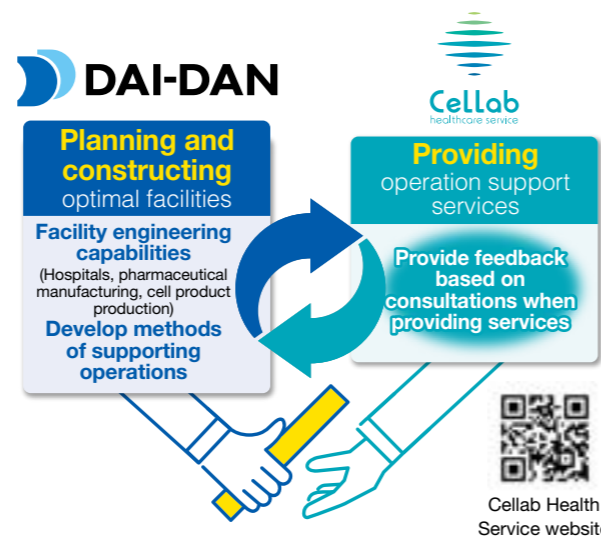 DAI-DAN
Planning and
constructing
optimal facilities
Facility engineering
capabilities
(Hospitals, pharmaceutical
manufacturing, cell product
production)
Develop methods
of supporting
operations
Cellab
healthcare service
Providing
operation support
services
Provide feedback
based on
consultations when
providing services
Cellab Health
Service website